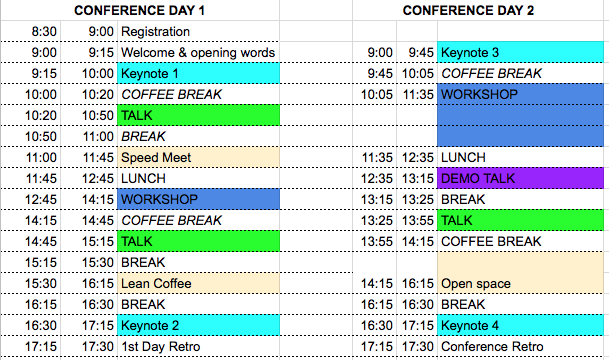 CONFERENCE DAY 1 CONFERENCE DAY 2
8:30 9:00 Registration
9:00 9:15 Welcome & opening words 9:00 9:45 Keynote 3
9:15 10:00 Keynote 1 9:45 10:05 COFFEE BREAK
10:00 10:20 COFFEE BREAK 10:05 11:35 WORKSHOP
10:20 10:50 TALK
10:50 11:00 BREAK
11:00 11:45 Speed Meet 11:35 12:35 LUNCH
11:45 12:45 LUNCH 12:35 13:15 DEMO TALK
12:45 14:15 WORKSHOP 13:15 13:25 BREAK
14:15 14:45 COFFEE BREAK 13:25 13:55 TALK
14:45 15:15 TALK 13:55 14:15 COFFEE BREAK
15:15 15:30 BREAK
15:30 16:15 Lean Coffee 14:15 16:15 Open space
16:15 16:30 BREAK 16:15 16:30 BREAK
16:30 17:15 Keynote 2 16:30 17:15 Keynote 4
17:15 17:30 1st Day Retro 17:15 17:30 Conference Retro